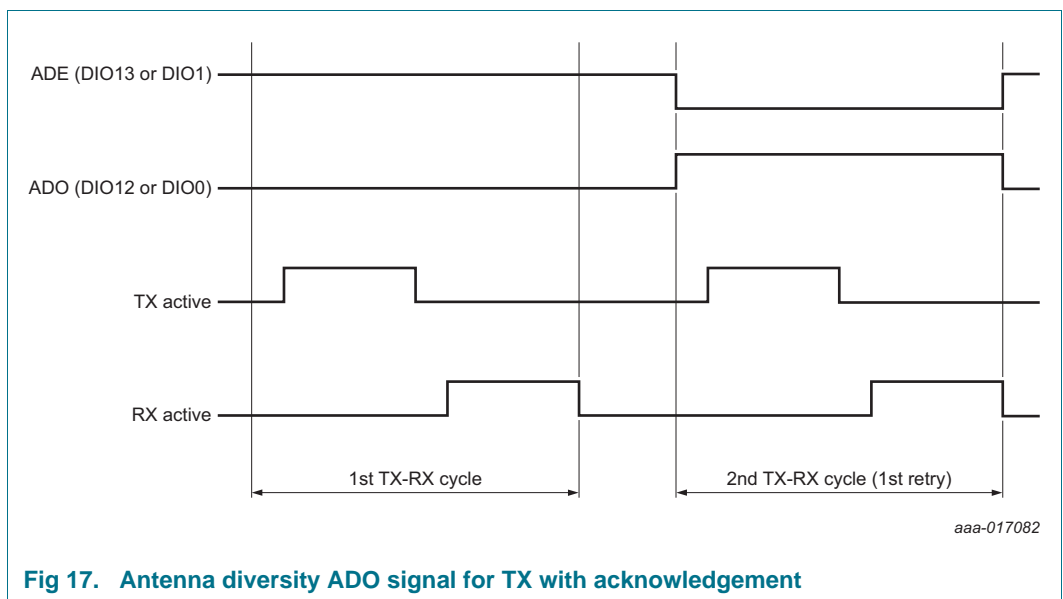 ADE (DIO13 or DIO1)
ADO (DIO12 or DIO0)
TX active
RX active
1st TX-RX cycle
2nd TX-RX cycle (1st retry)
aaa-017082
Fig 17. Antenna diversity ADO signal for TX with acknowledgement